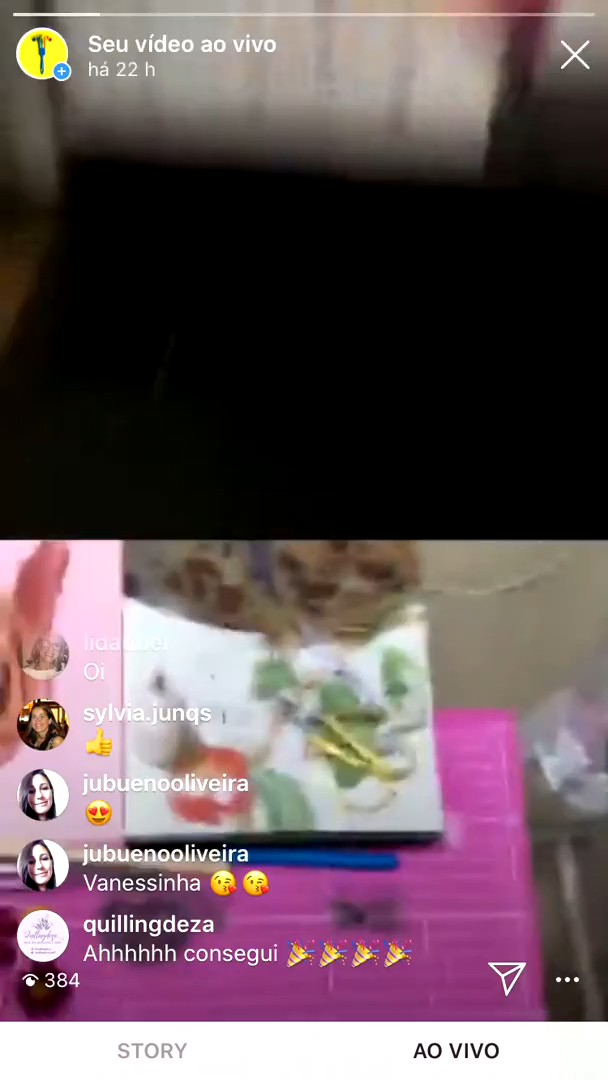 Seu vídeo ao vivo
há 22 h
Oi
sylvia.junqs
👍
jubuenooliveira
😍
jubuenooliveira
Vanessinha 😘 😘
quillingdeza
Ahhhhhh consegui 🎉🎉🎉🎉
384
STORY
AO VIVO